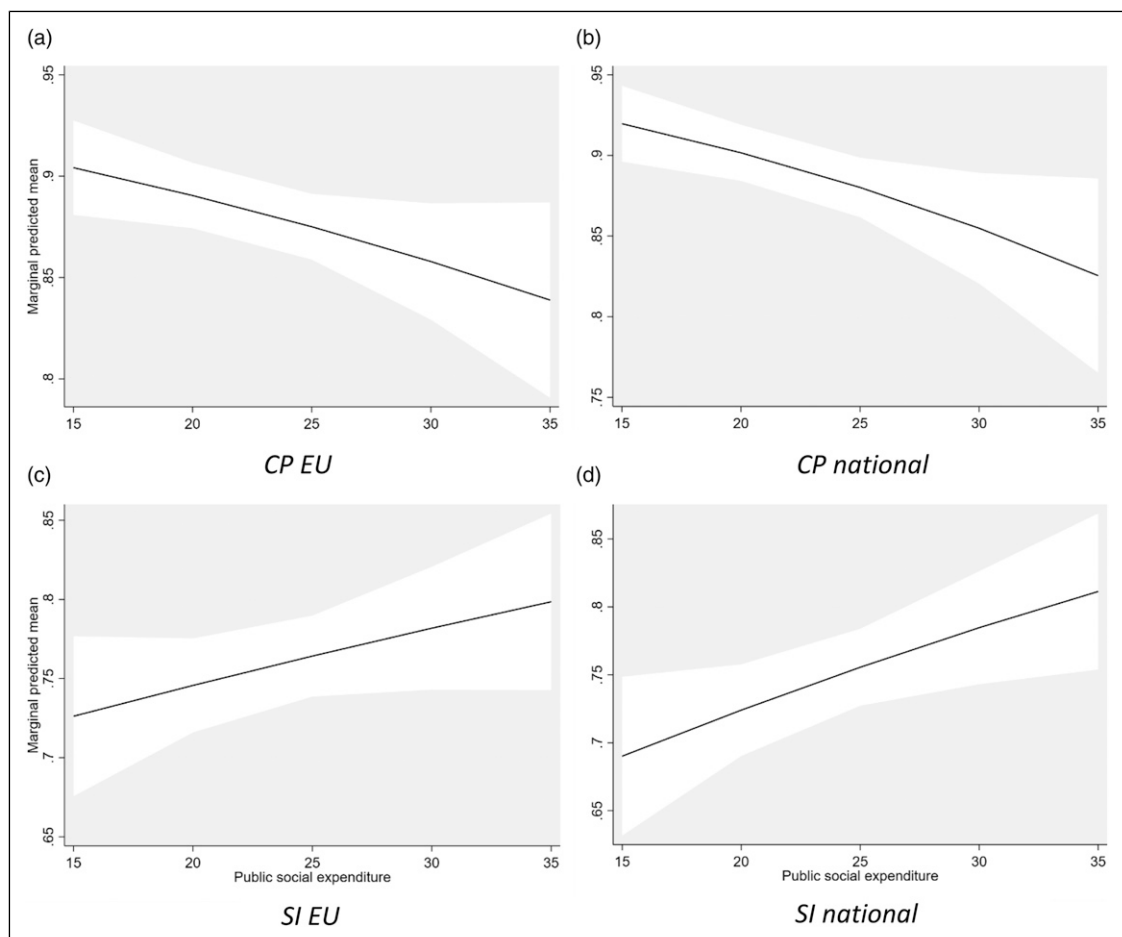 (a)
.95
.9
.85
.8
Marginal predicted mean
15 20 25 30 35
CP EU
(b)
.95
.9
.85
.8
.75
15 20 25 30 35
CP national
(c)
.85
.8
.75
.7
.65
Marginal predicted mean
15 20 25 30 35
Public social expenditure
SI EU
(d)
.85
.8
.75
.7
.65
15 20 25 30 35
Public social expenditure
SI national